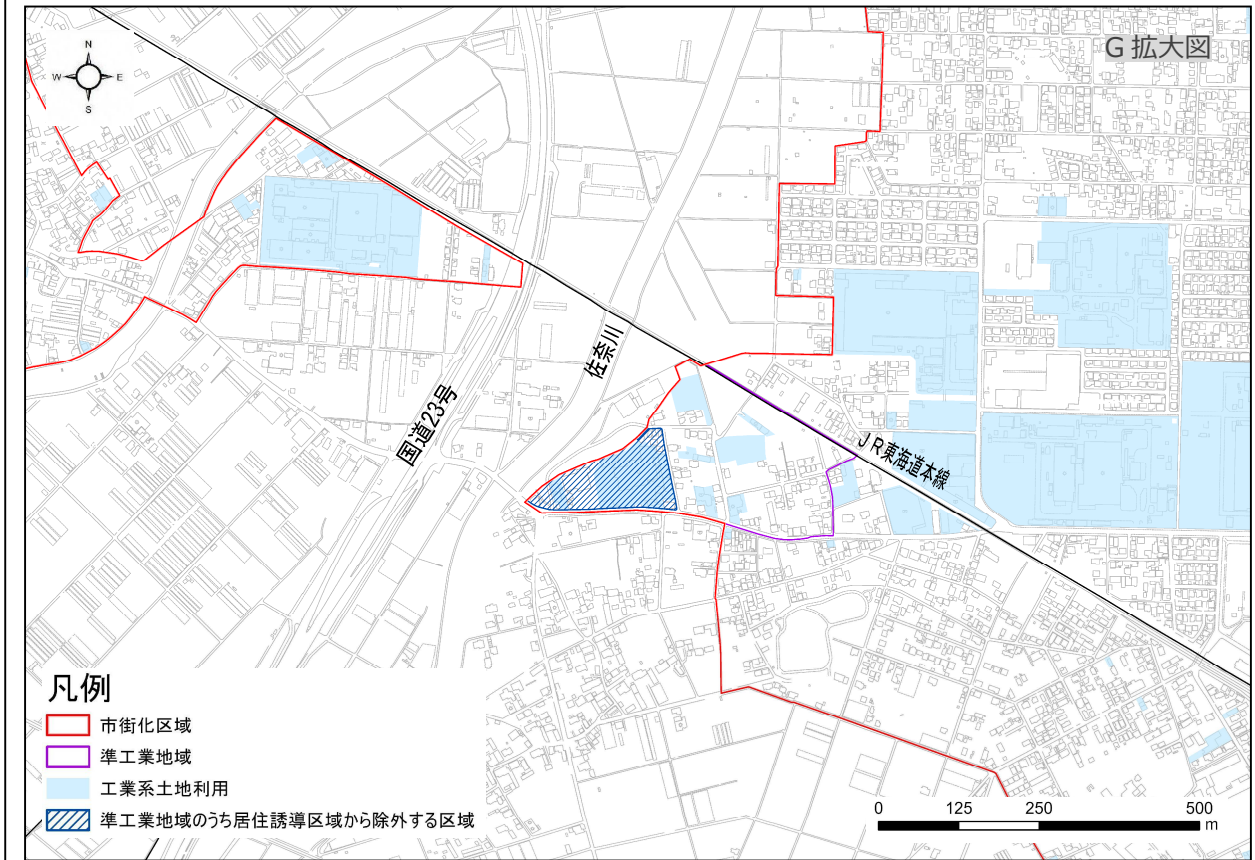 G 拡大図
N
W E
S
佐奈川
国道23号
JR東海道本線
凡例
市街化区域
準工業地域
工業系土地利用
準工業地域のうち居住誘導区域から除外する区域
0 125 250 500
m